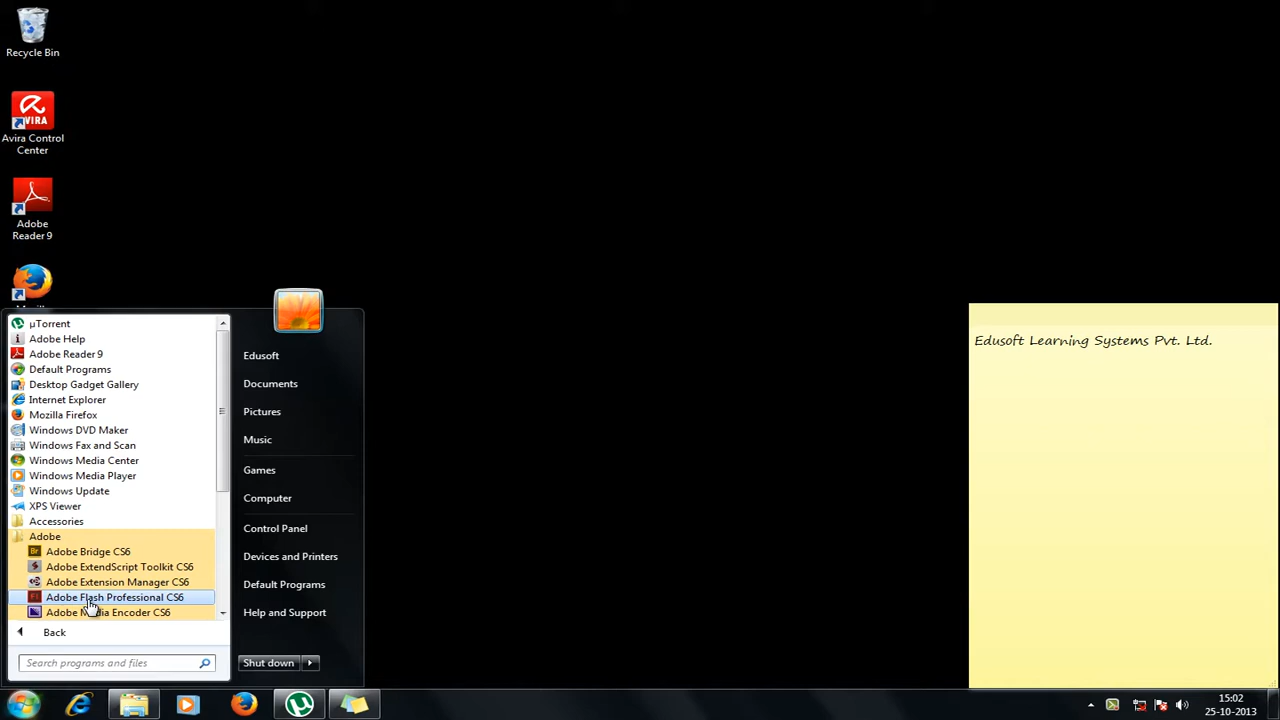 Recycle Bin
AVIRA
Avira Control
Center
Adobe
Reader 9
µTorrent
Adobe Help
Adobe Reader 9
Default Programs
Desktop Gadget Gallery
Internet Explorer
Mozilla Firefox
Windows DVD Maker
Windows Fax and Scan
Windows Media Center
Windows Media Player
Windows Update
XPS Viewer
Accessories
Adobe
Br Adobe Bridge CS6
Adobe ExtendScript Toolkit CS6
Adobe Extension Manager CS6
Fl Adobe Flash Professional CS6
Adobe Media Encoder CS6
Back
Search programs and files
Edusoft
Documents
Pictures
Music
Games
Computer
Control Panel
Devices and Printers
Default Programs
Help and Support
Shut down
Edusoft Learning Systems Pvt. Ltd.
15:02
25-10-2013